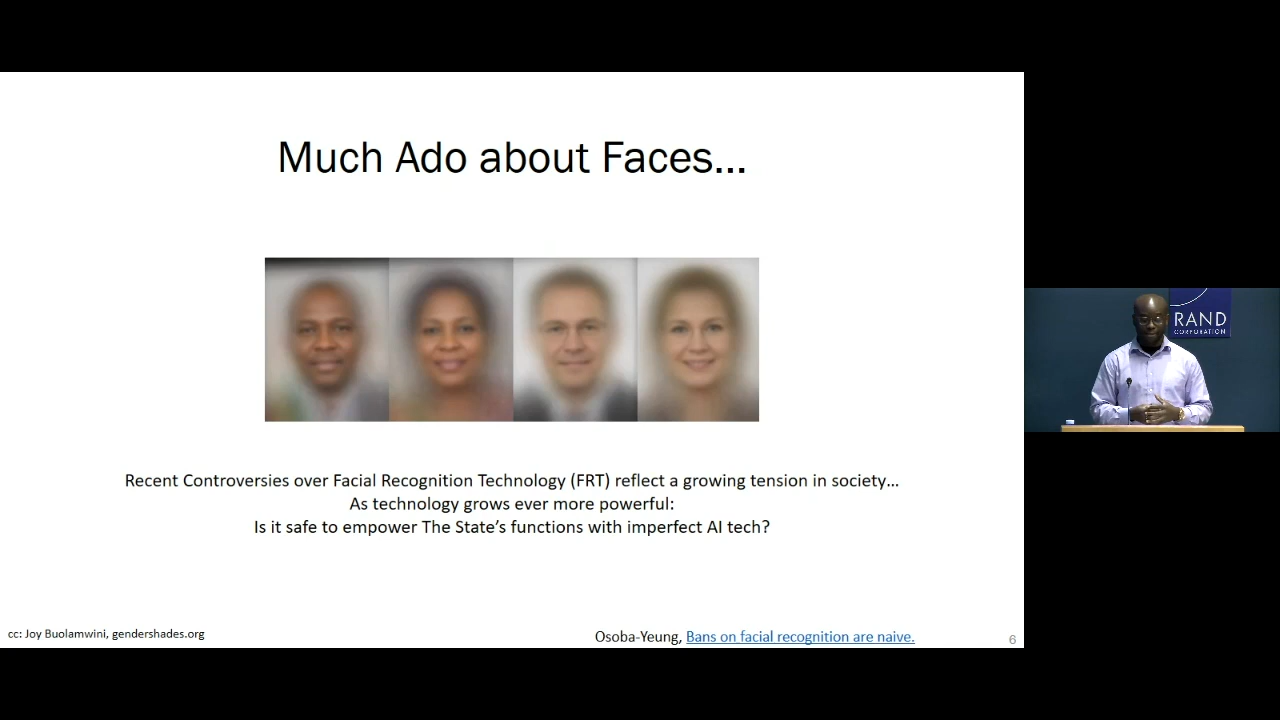 Much Ado about Faces...
RAND
CORPORATION
Recent Controversies over Facial Recognition Technology (FRT) reflect a growing tension in society...
As technology grows ever more powerful:
Is it safe to empower The State's functions with imperfect AI tech?
cc: Joy Buolamwini, gendershades.org
Osoba-Yeung, Bans on facial recognition are naive.
6